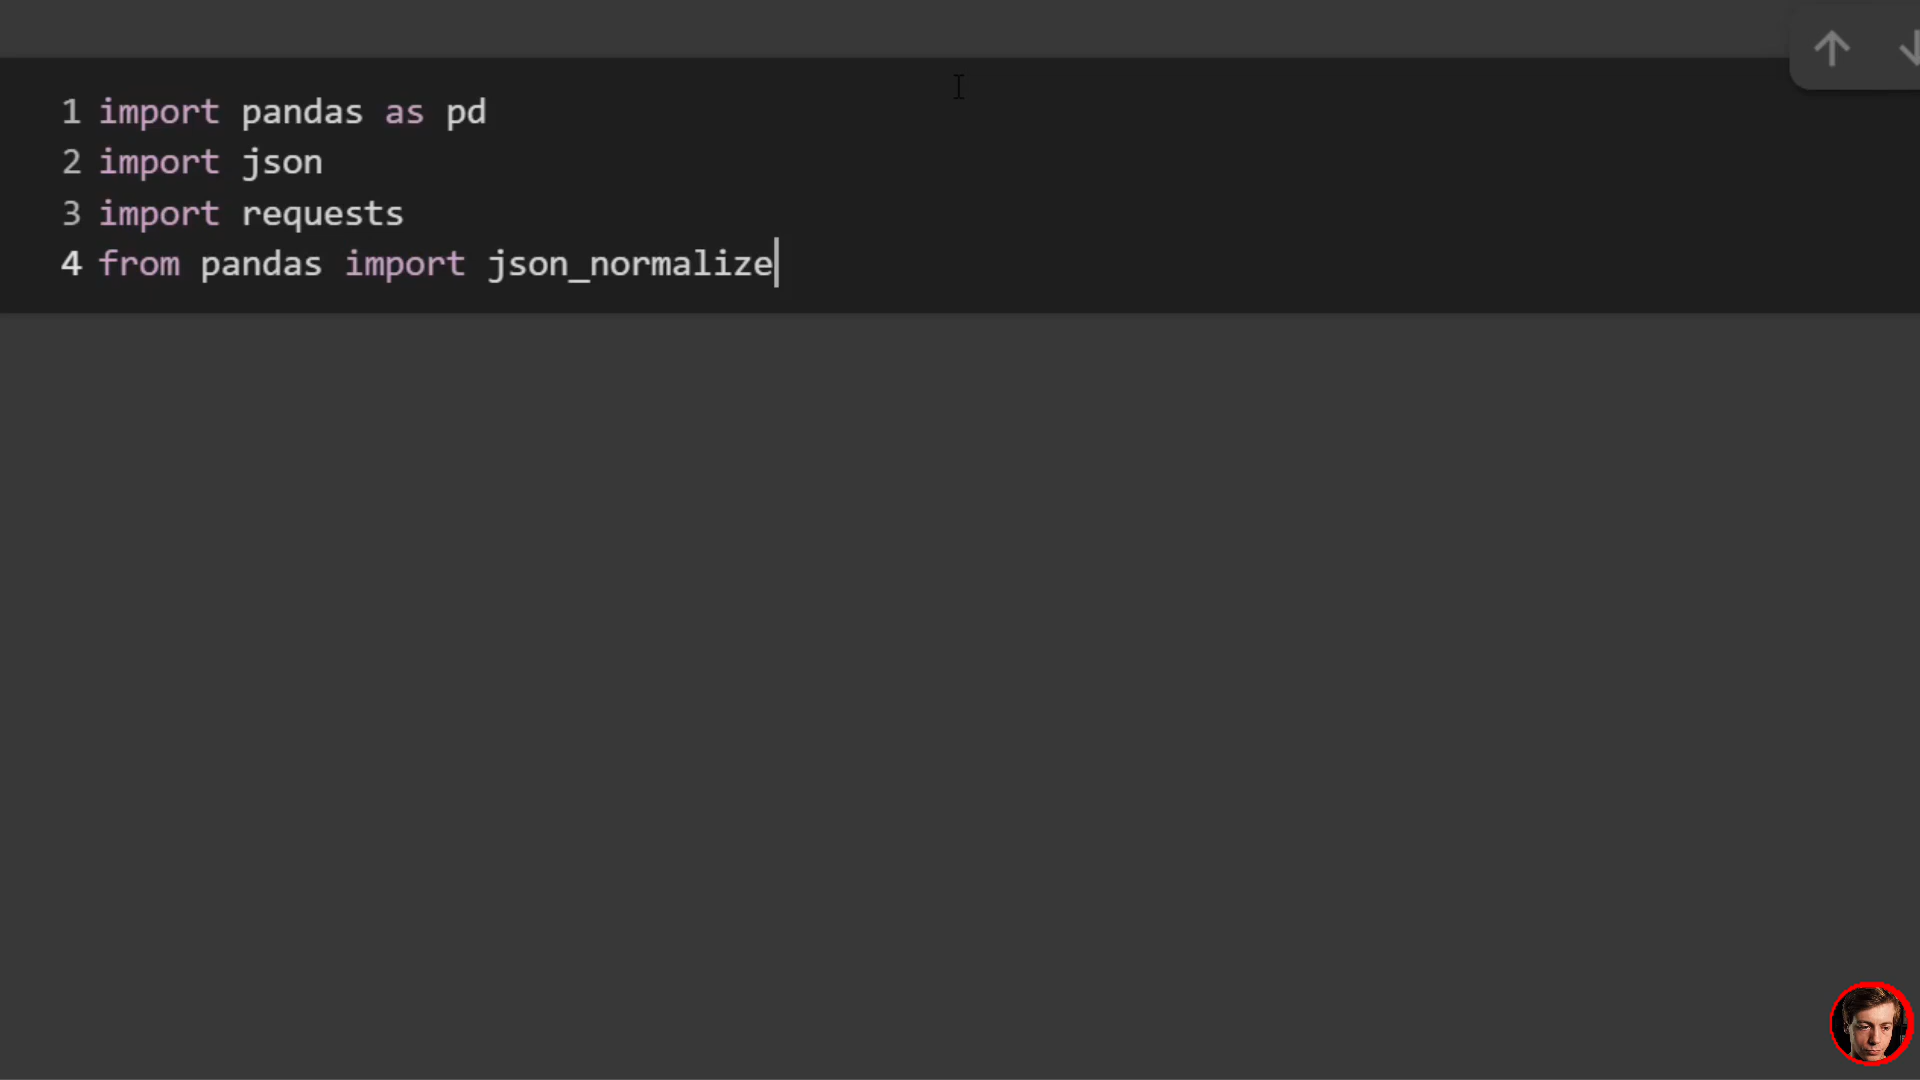 1 import pandas as pd
2 import json
3 import requests
4 from pandas import json_normalize